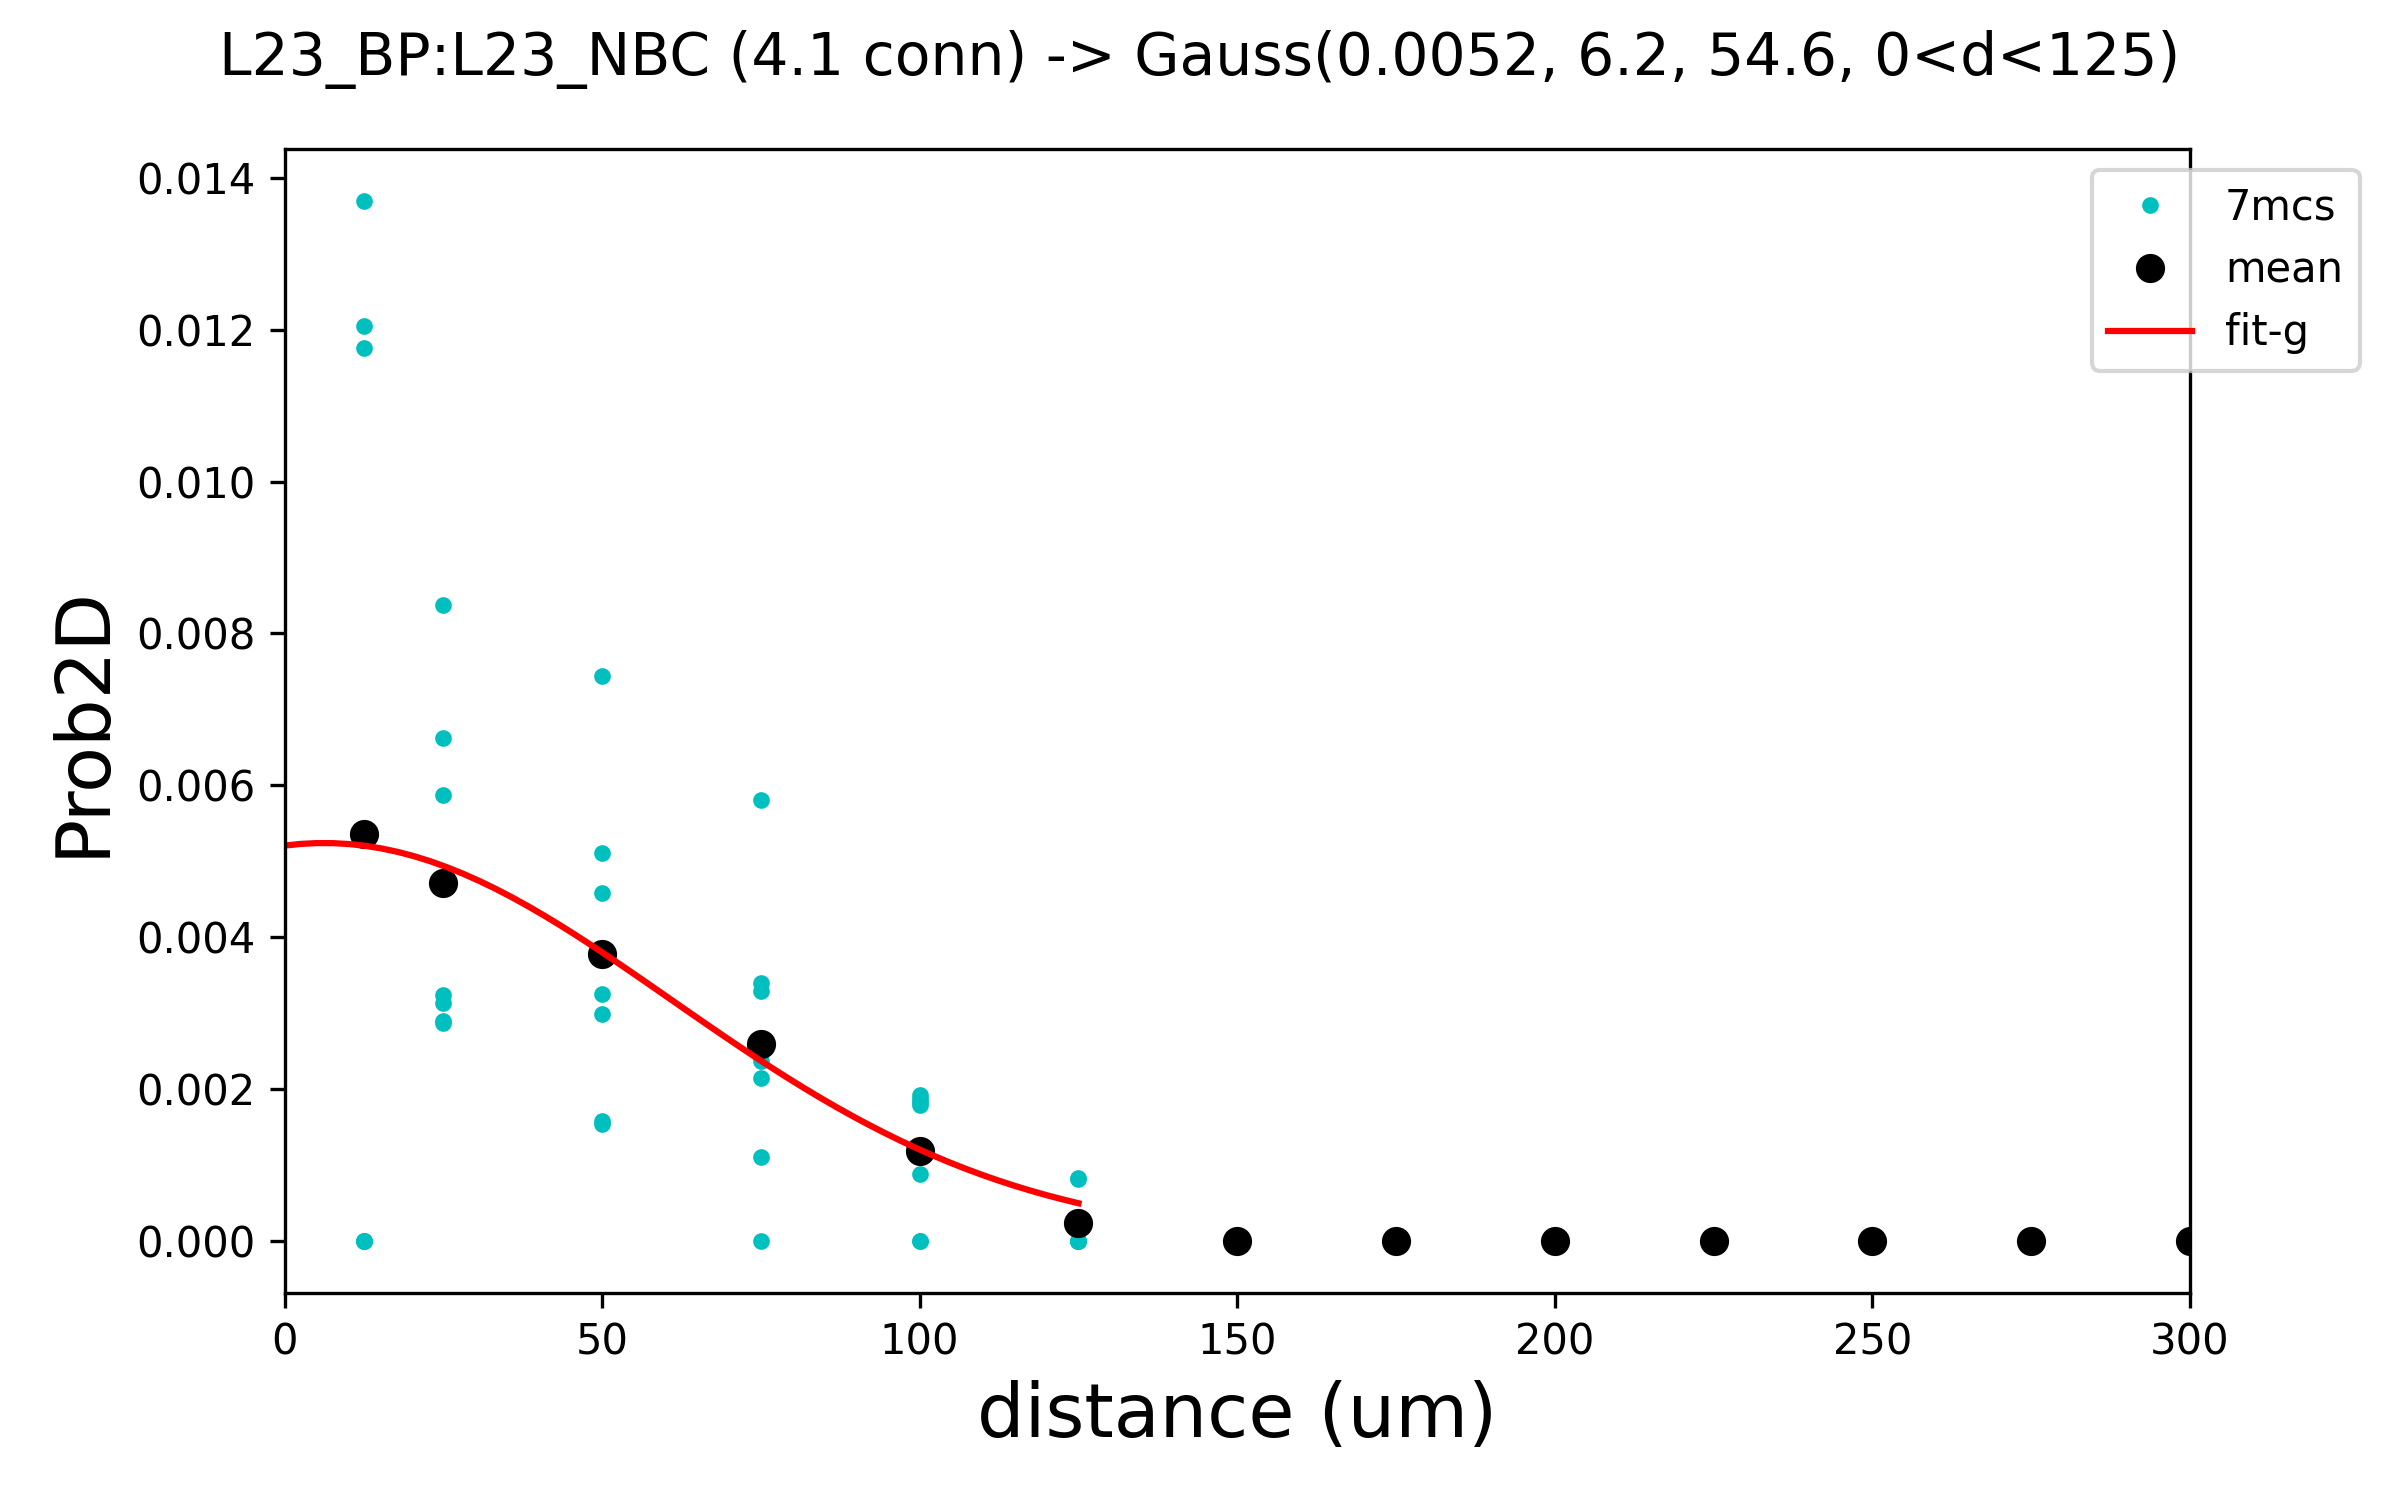 L23_BP:L23_NBC (4.1 conn) -> Gauss(0.0052, 6.2, 54.6, 0<d<125)
0.014
0.012
0.010
0.008
0.006
0.004
0.002
0.000
Prob2D
7mcs
mean
fit-g
0 50 100 150 200 250 300
distance (um)